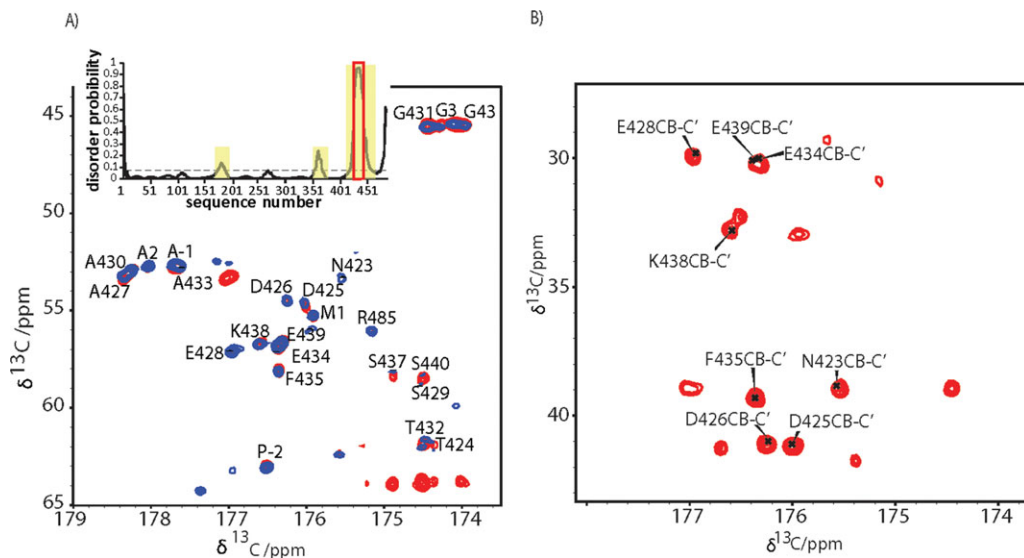 A)
B)
disorder probibility
1
0.9
0.8
0.7
0.6
0.5
0.4
0.3
0.2
0.1
0
1 51 101 151 201 251 301 351 401 451
sequence number
G431 G3 G43
A430 A2 A-1
A427 A433
N423
D426 D425
M1
R485
K438 E439
E428 E434
F435
S437 S440
S429
T432
T424
P-2
45
50
55
60
65
179 178 177 176 175 174
δ 13C/ppm
δ 13C/ppm
E428CB-C' E439CB-C'
E434CB-C'
K438CB-C'
F435CB-C' N423CB-C'
D426CB-C' D425CB-C'
30
35
40
177 176 175 174
δ13C/ppm
δ13C/ppm